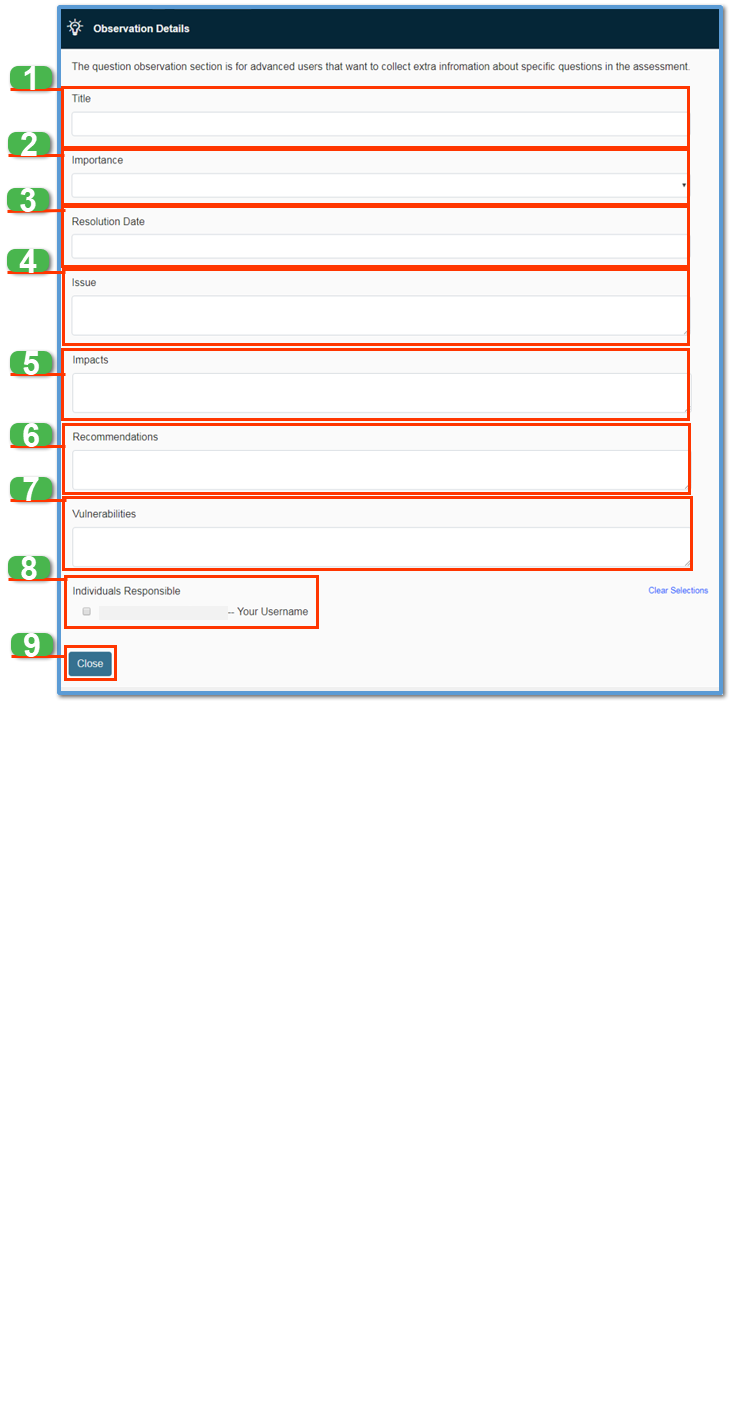 Observation Details
The question observation section is for advanced users that want to collect extra infromation about specific questions in the assessment.
1
Title
2
Importance
3
Resolution Date
4
Issue
5
Impacts
6
Recommendations
7
Vulnerabilities
8
Individuals Responsible Clear Selections
-- Your Username
9
Close